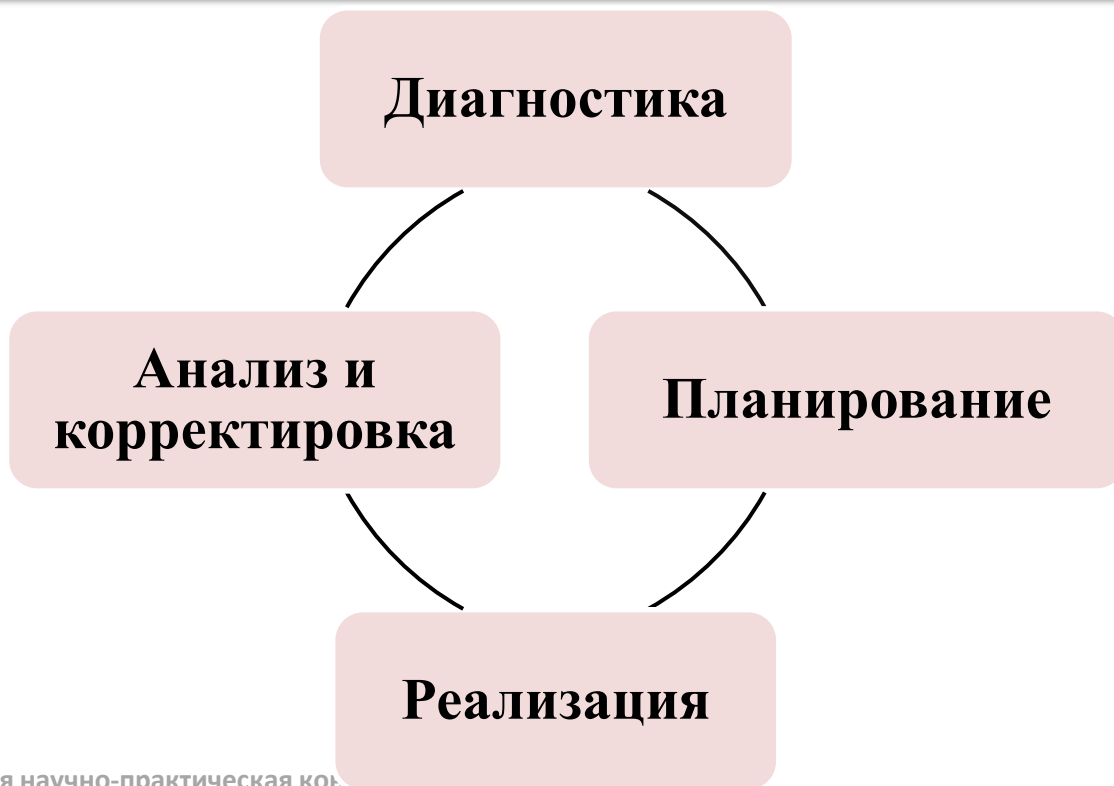 Диагностика
Анализ и
корректировка
Планирование
Реализация
я научно-практическая